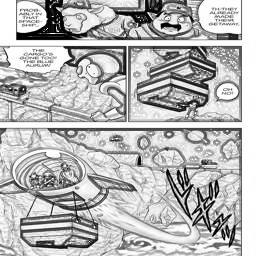 TH-THEY
ALREADY
MADE
THEIR
GETAWAY.
PROB-
ABLY IN
THAT
SPACE-
SHIP...
OH
NO!
THE
CARGO'S
GONE TOO!
THE BLUE
AURUM!